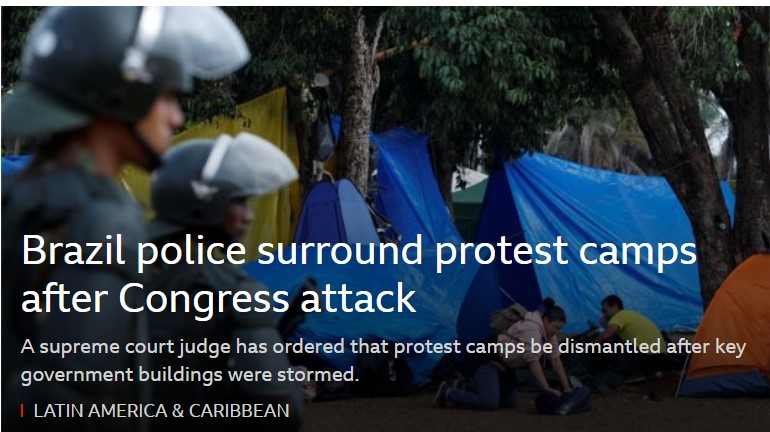 Brazil police surround protest camps
after Congress attack
A supreme court judge has ordered that protest camps be dismantled after key
government buildings were stormed.
LATIN AMERICA & CARIBBEAN